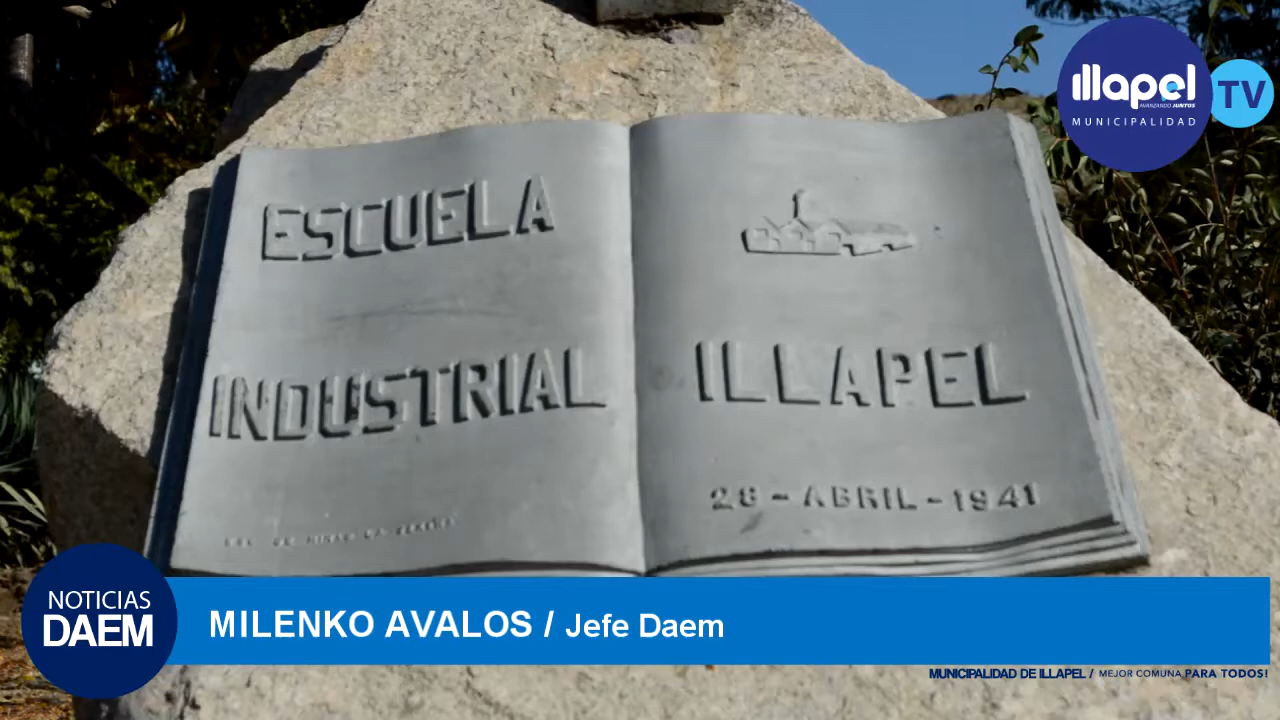 illapel
AVANZANDO JUNTOS
MUNICIPALIDAD
TV
ESCUELA
INDUSTRIAL
ILLAPEL
28-ABRIL-1941
NOTICIAS
DAEM
MILENKO AVALOS / Jefe Daem
MUNICIPALIDAD DE ILLAPEL / MEJOR COMUNA PARA TODOS!